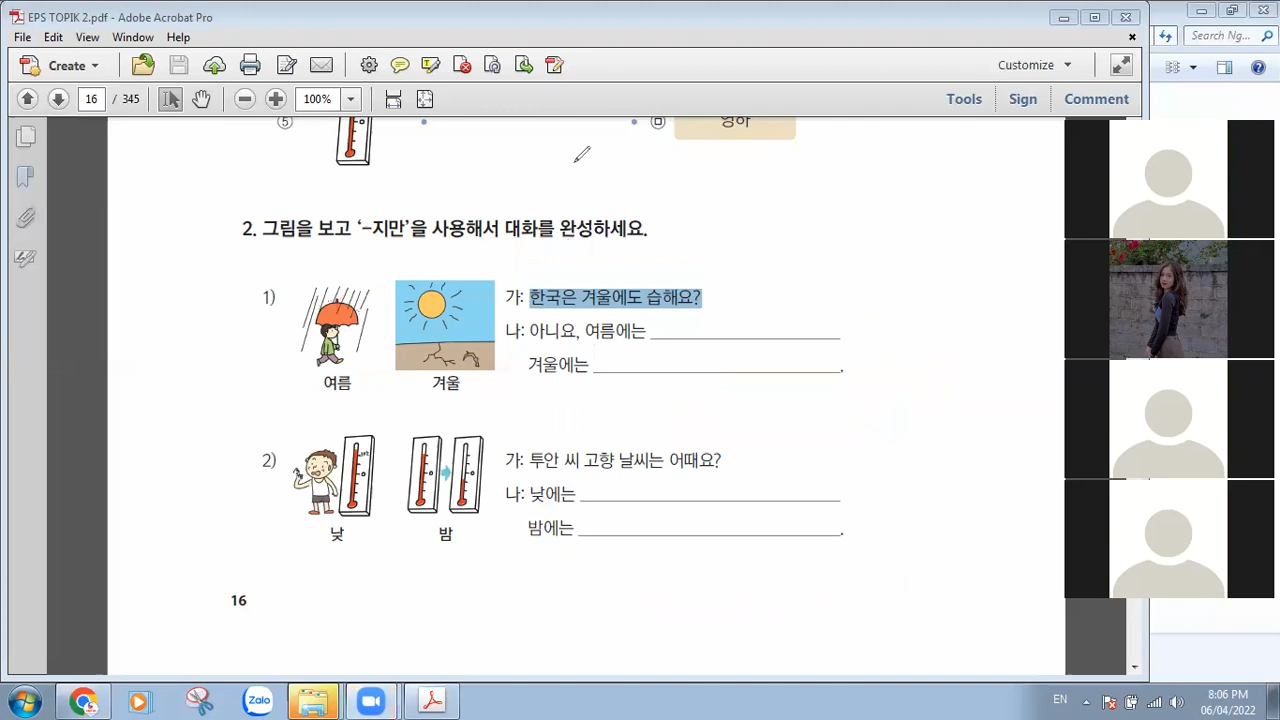 EPS TOPIK 2.pdf - Adobe Acrobat Pro
File Edit View Window Help
Create
Customize
Search Ng...
16 / 345
100%
Tools Sign Comment
⑤
영하
2. 그림을 보고 '-지만'을 사용해서 대화를 완성하세요.
1)
가: 한국은 겨울에도 습해요?
나: 아니요, 여름에는
겨울에는 .
여름 겨울
2)
가: 투안 씨 고향 날씨는 어때요?
나: 낮에는
밤에는 .
낮 밤
16
Zalo
EN
8:06 PM
06/04/2022